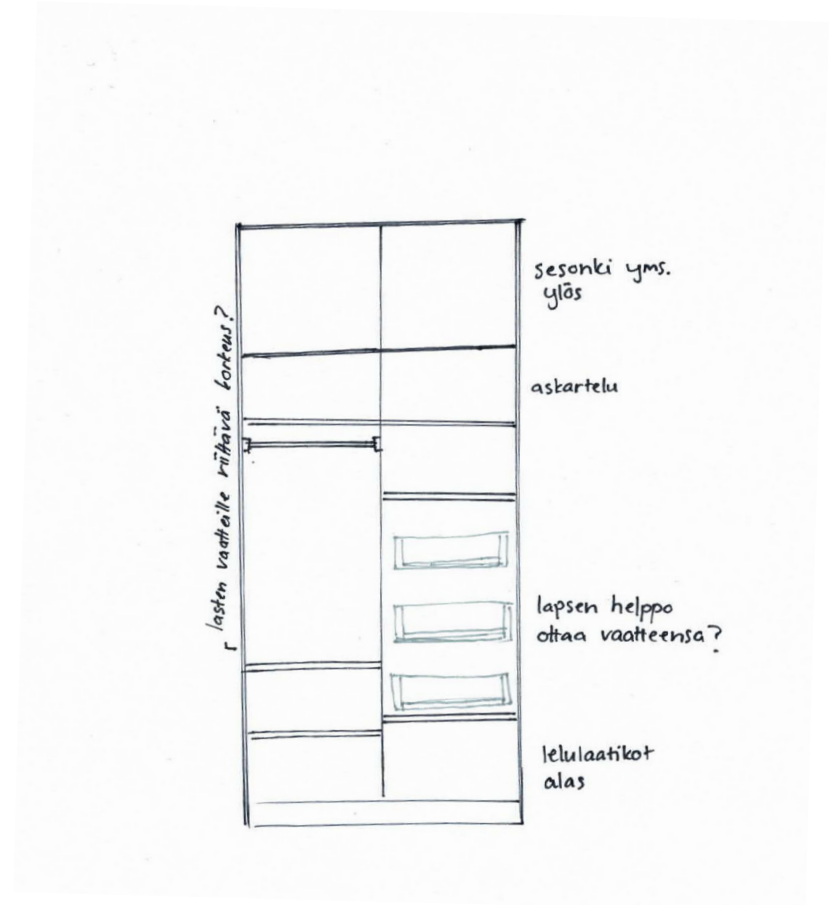 sesonki yms.
ylös
askartelu
lasten vaatteille riittävä korkeus?
lapsen helppo
ottaa vaatteensa?
lelulaatikot
alas